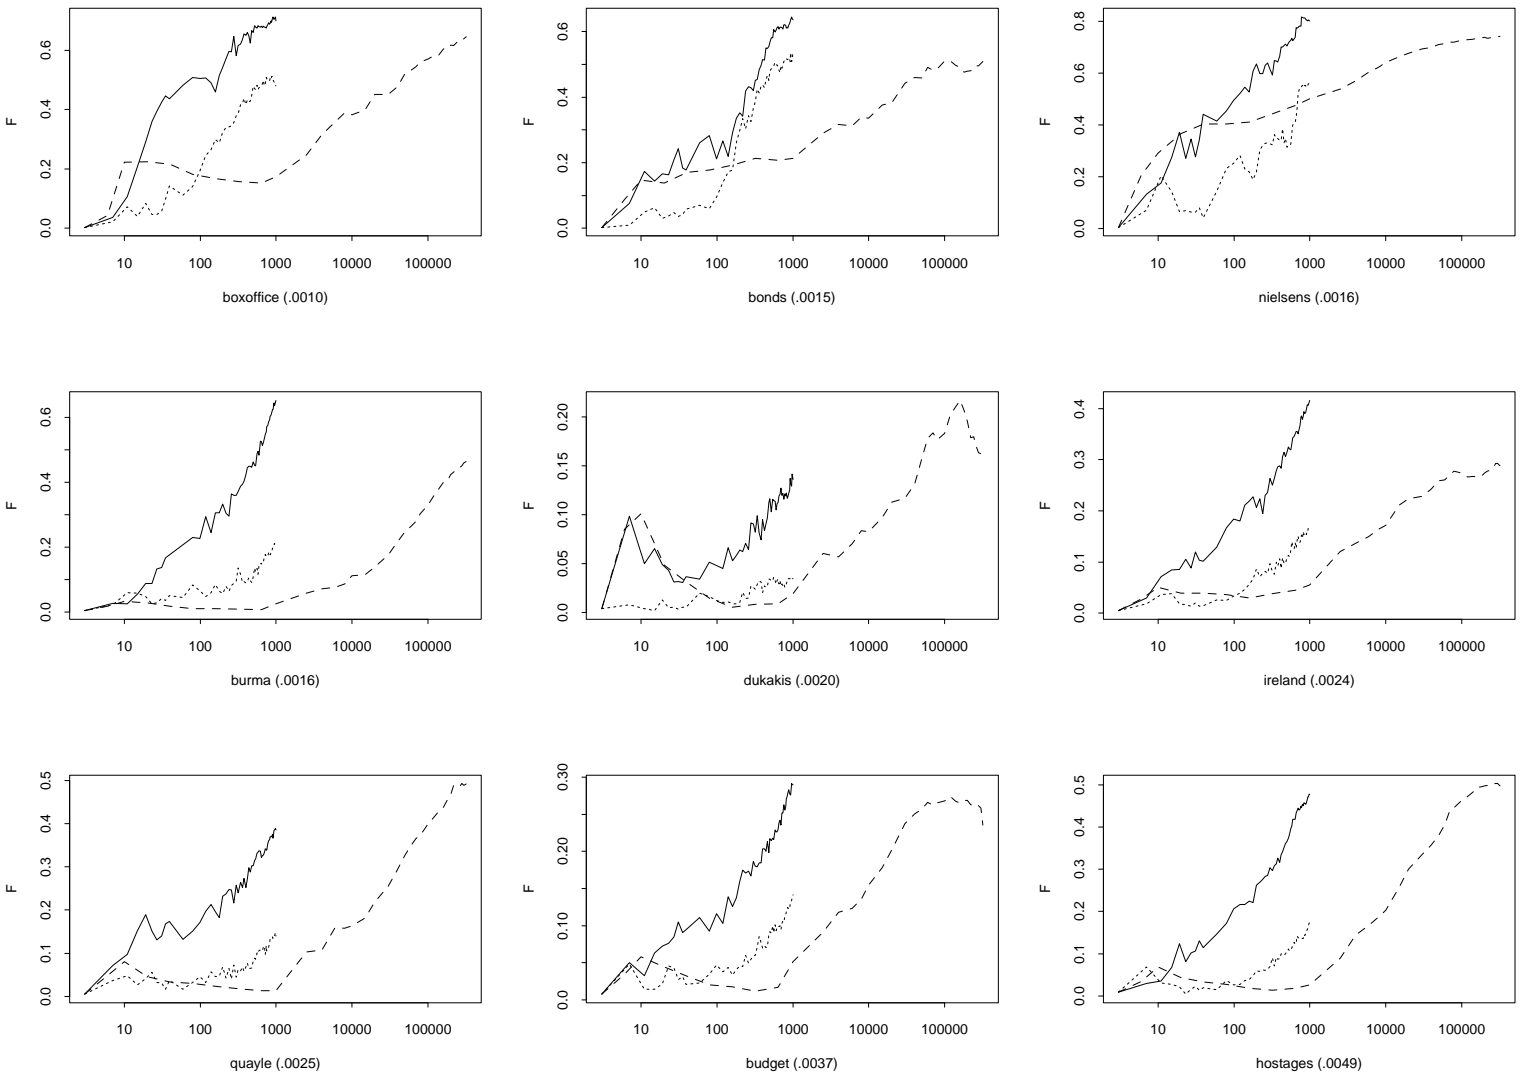 F
0.0 0.2 0.4 0.6
10 100 1000 10000 100000
boxoffice (.0010)
F
0.0 0.2 0.4 0.6
10 100 1000 10000 100000
bonds (.0015)
F
0.0 0.2 0.4 0.6 0.8
10 100 1000 10000 100000
nielsens (.0016)
F
0.0 0.2 0.4 0.6
10 100 1000 10000 100000
burma (.0016)
F
0.00 0.05 0.10 0.15 0.20
10 100 1000 10000 100000
dukakis (.0020)
F
0.0 0.1 0.2 0.3 0.4
10 100 1000 10000 100000
ireland (.0024)
F
0.0 0.1 0.2 0.3 0.4 0.5
10 100 1000 10000 100000
quayle (.0025)
F
0.00 0.10 0.20 0.30
10 100 1000 10000 100000
budget (.0037)
F
0.0 0.1 0.2 0.3 0.4 0.5
10 100 1000 10000 100000
hostages (.0049)